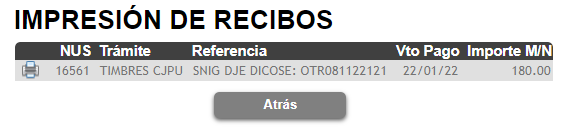 IMPRESIÓN DE RECIBOS
NUS Trámite Referencia Vto Pago Importe M/N
16561 TIMBRES CJPU SNIG DJE DICOSE: OTR081122121 22/01/22 180.00
Atrás